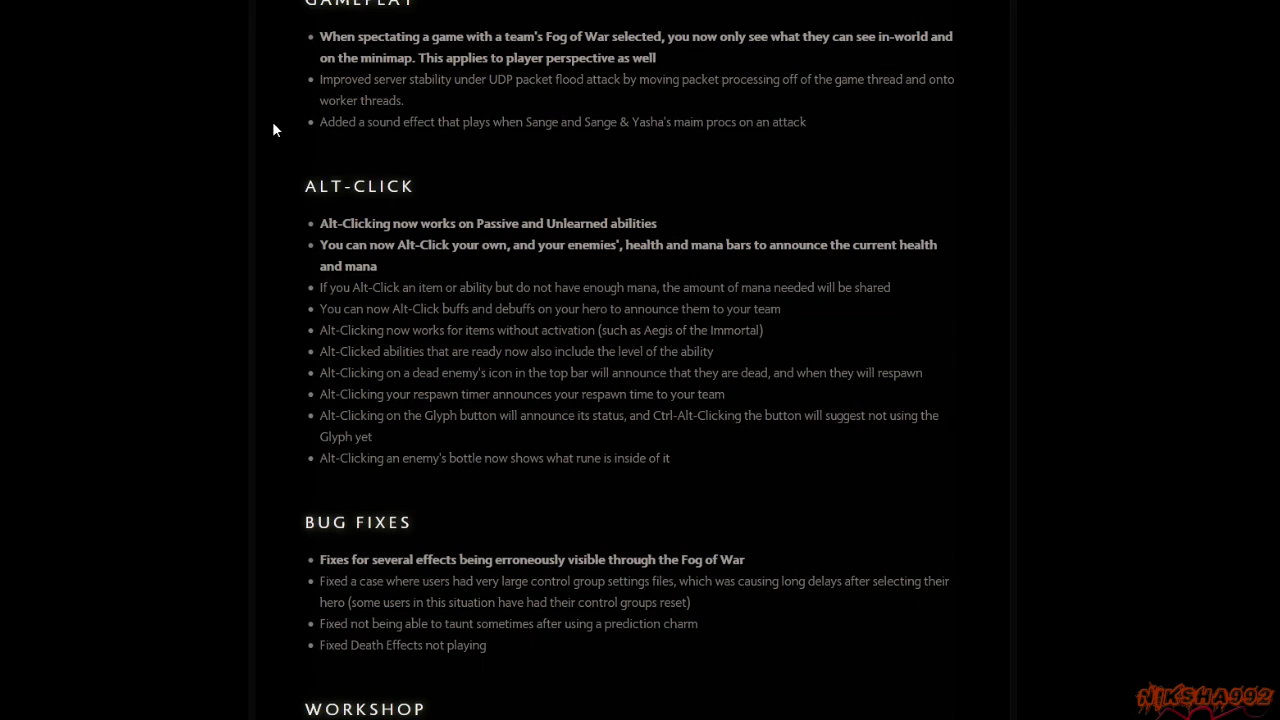 GAMEPLAY
When spectating a game with a team's Fog of War selected, you now only see what they can see in-world and
on the minimap. This applies to player perspective as well
Improved server stability under UDP packet flood attack by moving packet processing off of the game thread and onto
worker threads.
Added a sound effect that plays when Sange and Sange & Yasha's maim procs on an attack
ALT-CLICK
Alt-Clicking now works on Passive and Unlearned abilities
You can now Alt-Click your own, and your enemies', health and mana bars to announce the current health
and mana
If you Alt-Click an item or ability but do not have enough mana, the amount of mana needed will be shared
You can now Alt-Click buffs and debuffs on your hero to announce them to your team
Alt-Clicking now works for items without activation (such as Aegis of the Immortal)
Alt-Clicked abilities that are ready now also include the level of the ability
Alt-Clicking on a dead enemy's icon in the top bar will announce that they are dead, and when they will respawn
Alt-Clicking your respawn timer announces your respawn time to your team
Alt-Clicking on the Glyph button will announce its status, and Ctrl-Alt-Clicking the button will suggest not using the
Glyph yet
Alt-Clicking an enemy's bottle now shows what rune is inside of it
BUG FIXES
Fixes for several effects being erroneously visible through the Fog of War
Fixed a case where users had very large control group settings files, which was causing long delays after selecting their
hero (some users in this situation have had their control groups reset)
Fixed not being able to taunt sometimes after using a prediction charm
Fixed Death Effects not playing
WORKSHOP
NIKSHA992